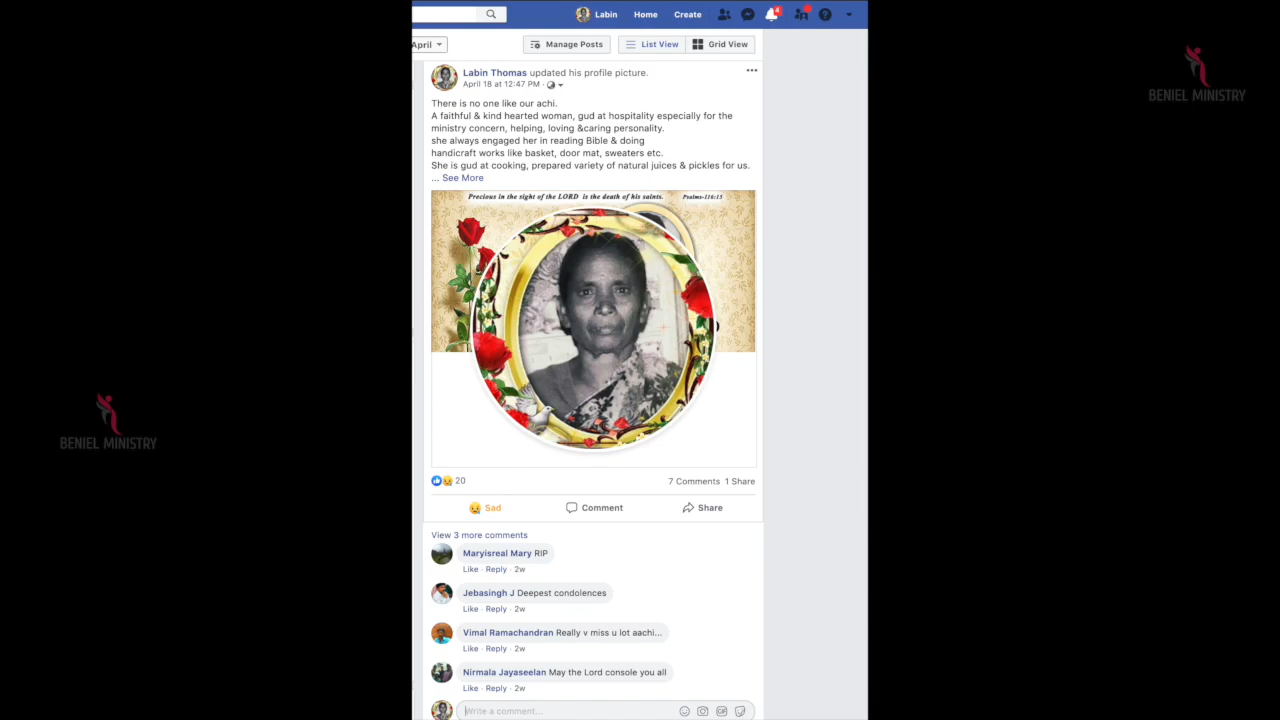 Labin Home Create 4
April Manage Posts List View Grid View
Labin Thomas updated his profile picture.
April 18 at 12:47 PM ·
There is no one like our achi.
A faithful & kind hearted woman, gud at hospitality especially for the
ministry concern, helping, loving &caring personality.
she always engaged her in reading Bible & doing
handicraft works like basket, door mat, sweaters etc.
She is gud at cooking, prepared variety of natural juices & pickles for us.
... See More
Precious in the sight of the LORD is the death of his saints. Psalms-116:15
20 7 Comments 1 Share
Sad Comment Share
View 3 more comments
Maryisreal Mary RIP
Like · Reply · 2w
Jebasingh J Deepest condolences
Like · Reply · 2w
Vimal Ramachandran Really v miss u lot aachi...
Like · Reply · 2w
Nirmala Jayaseelan May the Lord console you all
Like · Reply · 2w
Write a comment...
GIF
BENIEL MINISTRY
BENIEL MINISTRY